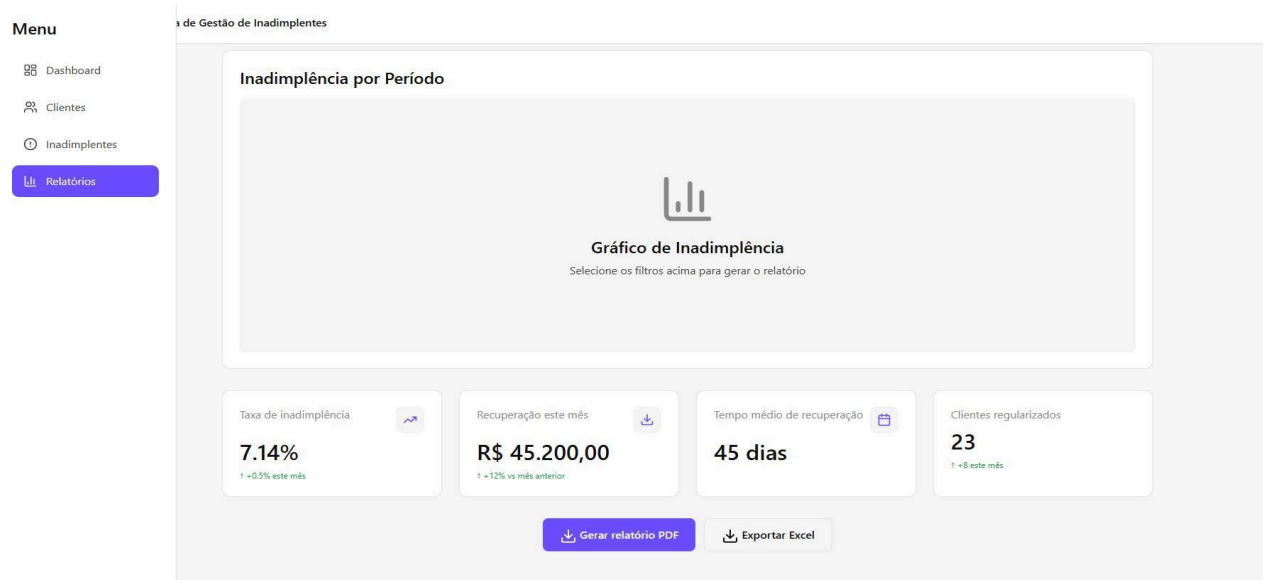 Menu
Dashboard
Clientes
Inadimplentes
Relatórios
a de Gestão de Inadimplentes
Inadimplência por Período
Gráfico de Inadimplência
Selecione os filtros acima para gerar o relatório
Taxa de inadimplência
7.14%
↑ +0.5% este mês
Recuperação este mês
R$ 45.200,00
↑ +12% vs mês anterior
Tempo médio de recuperação
45 dias
Clientes regularizados
23
↑ +8 este mês
Gerar relatório PDF
Exportar Excel